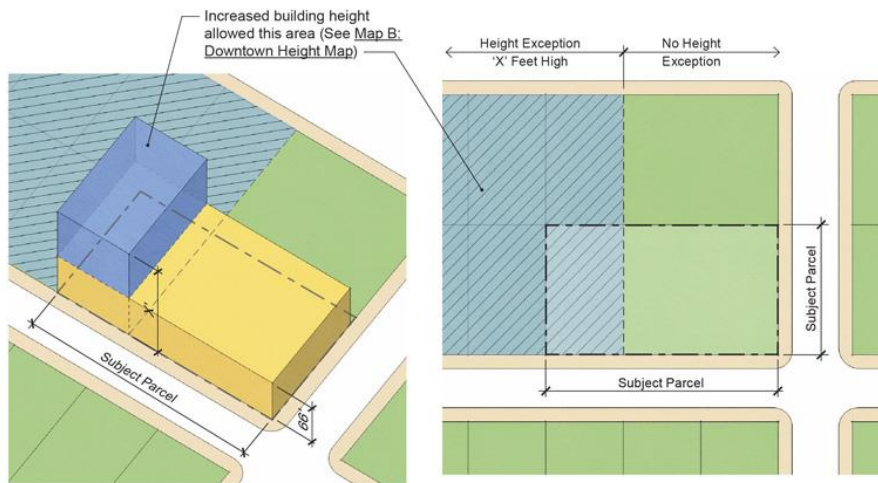 Increased building height
allowed this area (See Map B:
Downtown Height Map)
Subject Parcel
66'
Height Exception
'X' Feet High
No Height
Exception
Subject Parcel
Subject Parcel